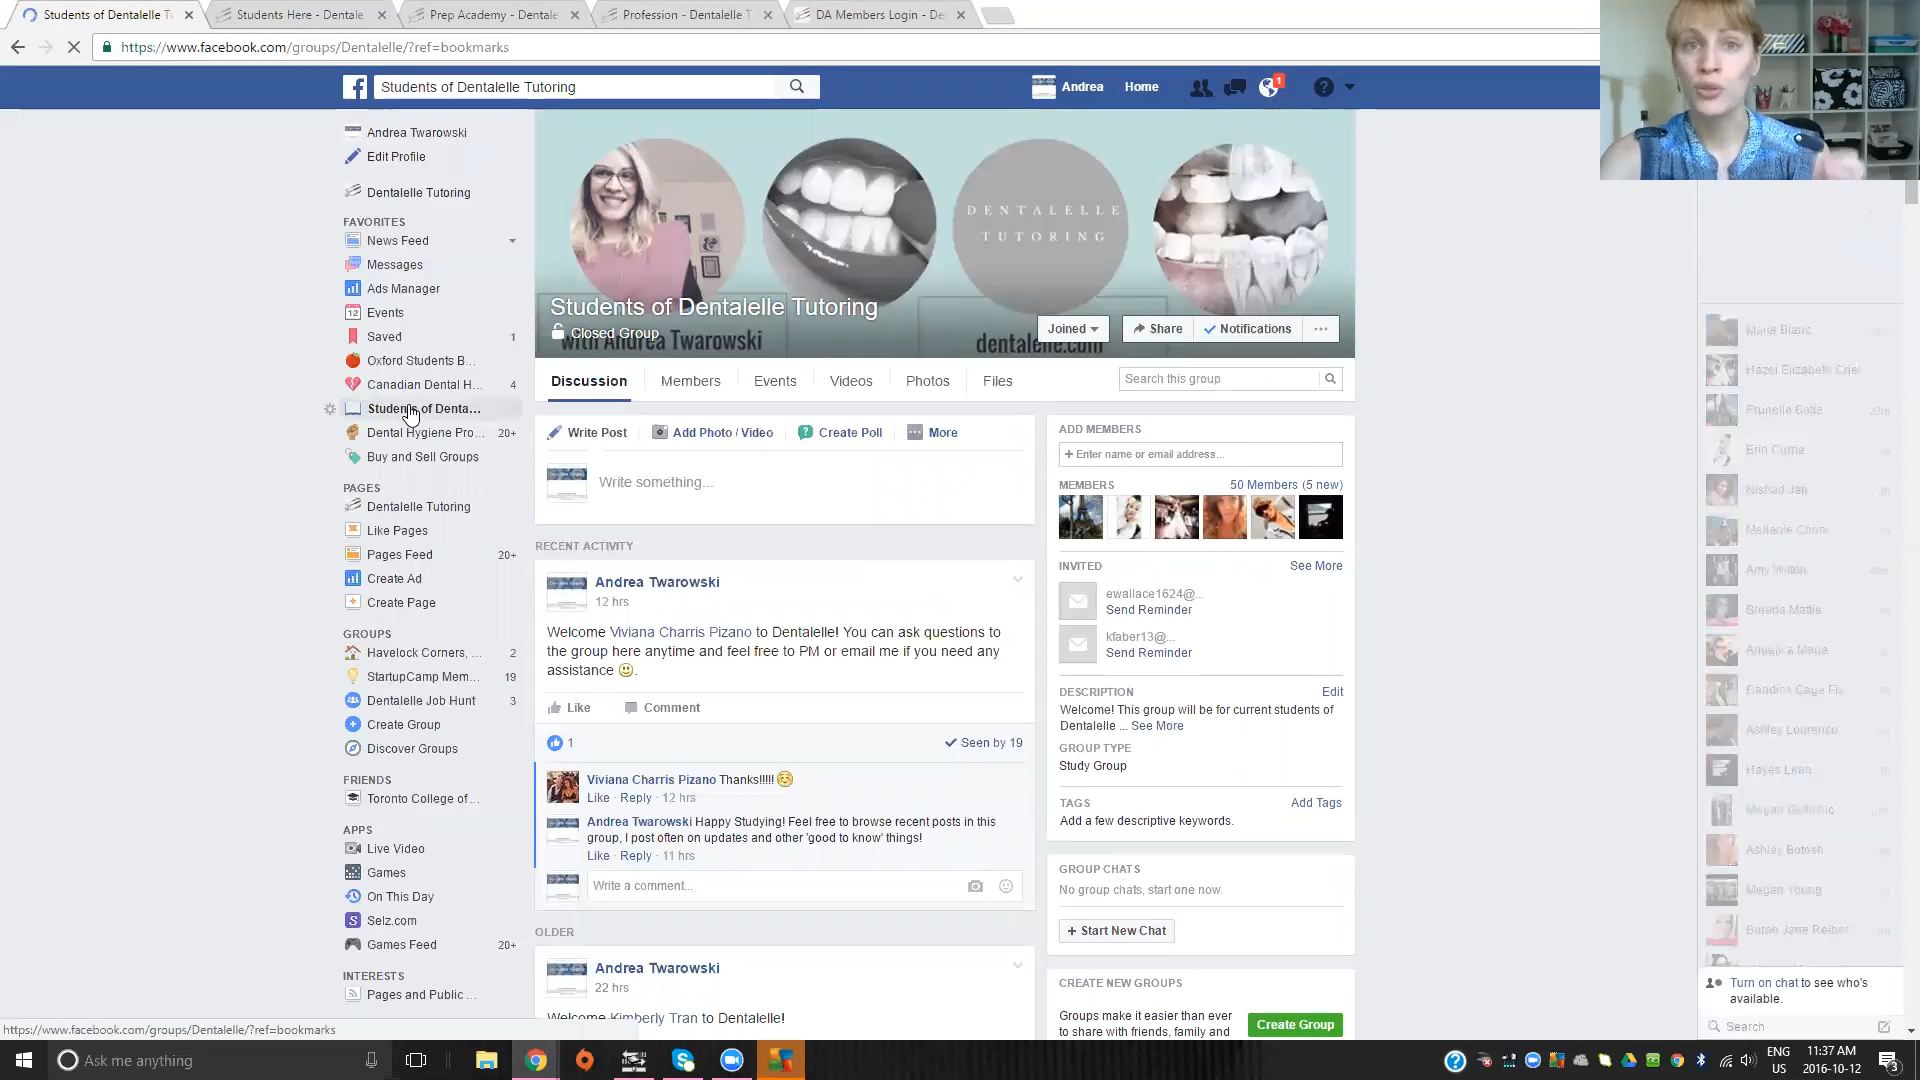 Students of Dentalelle Tu
Students Here - Dentale
Prep Academy - Dentale
Profession - Dentalelle T
DA Members Login - De
https://www.facebook.com/groups/Dentalelle/?ref=bookmarks
Students of Dentalelle Tutoring
Andrea
Home
1
Andrea Twarowski
Edit Profile
Dentalelle Tutoring
FAVORITES
News Feed
Messages
Ads Manager
12 Events
Saved 1
Oxford Students B...
Canadian Dental H... 4
Students of Denta...
Dental Hygiene Pro... 20+
Buy and Sell Groups
PAGES
Dentalelle Tutoring
Like Pages
Pages Feed 20+
Create Ad
Create Page
GROUPS
Havelock Corners, ... 2
StartupCamp Mem... 19
Dentalelle Job Hunt 3
Create Group
Discover Groups
FRIENDS
Toronto College of...
APPS
Live Video
Games
On This Day
Selz.com
Games Feed 20+
INTERESTS
Pages and Public ...
https://www.facebook.com/groups/Dentalelle/?ref=bookmarks
DENTALELLE
TUTORING
Students of Dentalelle Tutoring
Closed Group
with Andrea Twarowski
dentalelle.com
Joined
Share
Notifications
Discussion
Members
Events
Videos
Photos
Files
Search this group
Write Post
Add Photo / Video
Create Poll
More
Write something...
RECENT ACTIVITY
Andrea Twarowski
12 hrs
Welcome Viviana Charris Pizano to Dentalelle! You can ask questions to
the group here anytime and feel free to PM or email me if you need any
assistance 😃.
Like
Comment
1
Seen by 19
Viviana Charris Pizano Thanks!!!!! ☺
Like · Reply · 12 hrs
Andrea Twarowski Happy Studying! Feel free to browse recent posts in this
group, I post often on updates and other 'good to know' things!
Like · Reply · 11 hrs
Write a comment...
OLDER
Andrea Twarowski
22 hrs
Welcome Kimberly Tran to Dentalelle!
ADD MEMBERS
+ Enter name or email address...
MEMBERS
50 Members (5 new)
INVITED
See More
ewallace1624@...
Send Reminder
kfaber13@...
Send Reminder
DESCRIPTION
Edit
Welcome! This group will be for current students of
Dentalelle ... See More
GROUP TYPE
Study Group
TAGS
Add Tags
Add a few descriptive keywords.
GROUP CHATS
No group chats, start one now.
+ Start New Chat
CREATE NEW GROUPS
Groups make it easier than ever
to share with friends, family and
Create Group
Erin Currie
Nishad Jan
Amy Wilton
Ashley Lourenco
Ashley Botosh
Megan Young
Turn on chat to see who's
available.
Search
Ask me anything
ENG
US
11:37 AM
2016-10-12
3